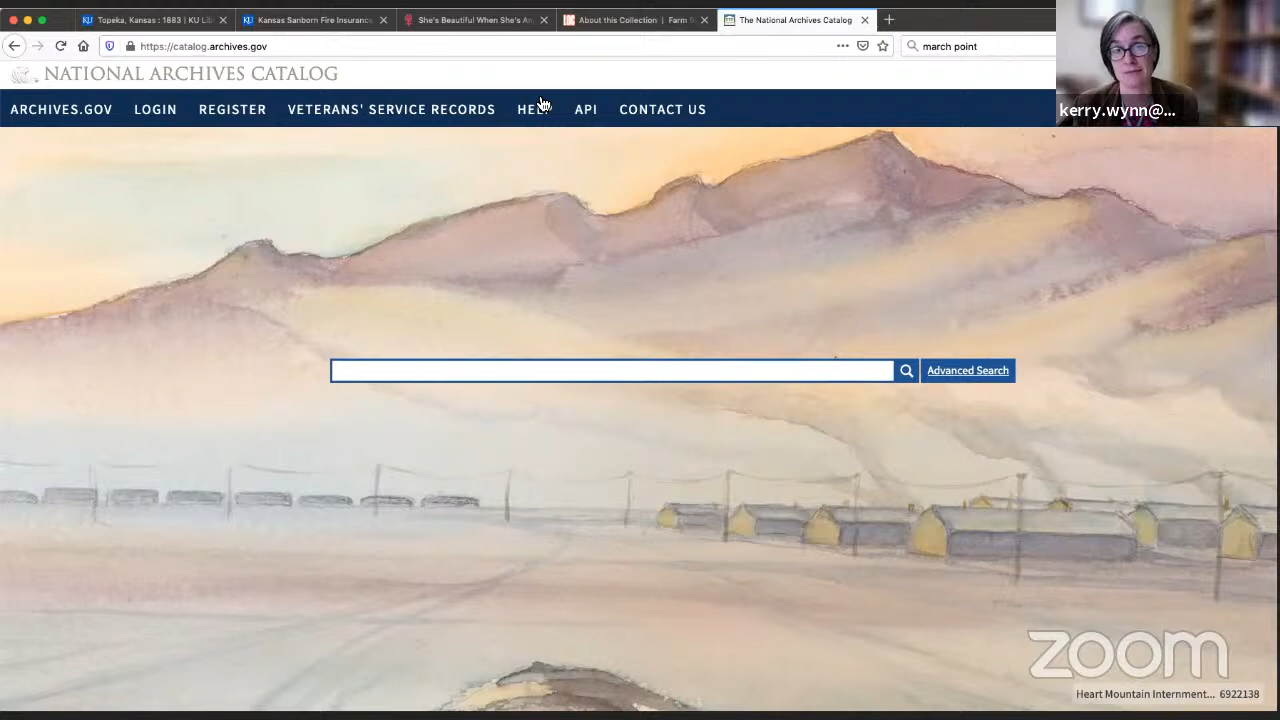 Topeka, Kansas : 1883 | KU Lib
Kansas Sanborn Fire Insurance
She's Beautiful When She's An
About this Collection | Farm S
The National Archives Catalog
https://catalog.archives.gov
march point
NATIONAL ARCHIVES CATALOG
ARCHIVES.GOV LOGIN REGISTER VETERANS' SERVICE RECORDS HELP API CONTACT US
kerry.wynn@...
Advanced Search
zoom
Heart Mountain Internment... 6922138